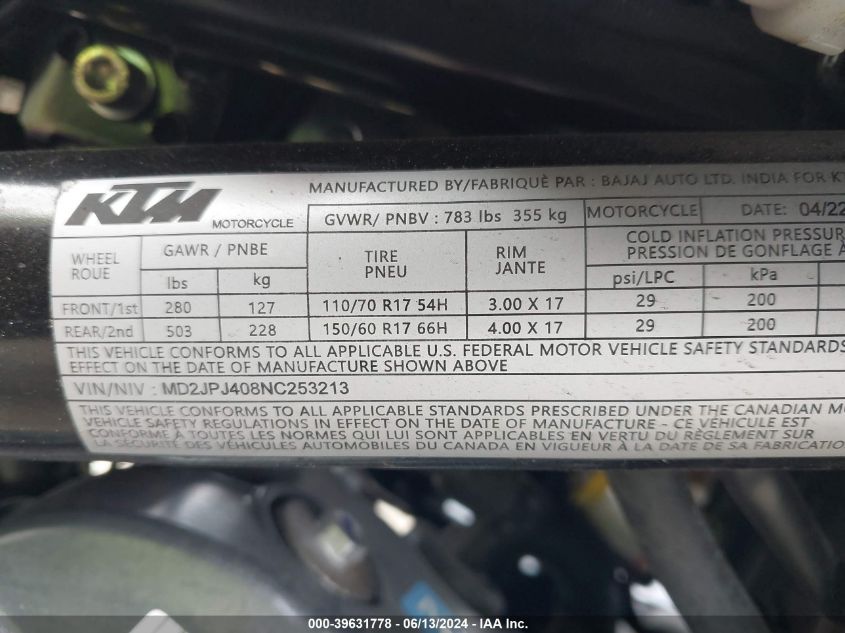 KTM
MOTORCYCLE
MANUFACTURED BY/FABRIQUÈ PAR : BAJAJ AUTO LTD. INDIA FOR
GVWR/ PNBV : 783 lbs 355 kg MOTORCYCLE DATE: 04/22
WHEEL ROUE GAWR / PNBE TIRE PNEU RIM JANTE COLD INFLATION PRESSUR
PRESSION DE GONFLAGE À
lbs kg psi/LPC kPa
FRONT/1st 280 127 110/70 R17 54H 3.00 X 17 29 200
REAR/2nd 503 228 150/60 R17 66H 4.00 X 17 29 200
THIS VEHICLE CONFORMS TO ALL APPLICABLE U.S. FEDERAL MOTOR VEHICLE SAFETY STANDARDS
EFFECT ON THE DATE OF MANUFACTURE SHOWN ABOVE
VIN/NIV : MD2JPJ408NC253213
THIS VEHICLE CONFORMS TO ALL APPLICABLE STANDARDS PRESCRIBED UNDER THE CANADIAN MO
VEHICLE SAFETY REGULATIONS IN EFFECT ON THE DATE OF MANUFACTURE - CE VEHICULE EST
CONFORME À TOUTES LES NORMES QUI LUI SONT APPLICABLES EN VERTU DU RÈGLEMENT SUR
LA SÉCURITÉ DES VÉHICULES AUTOMOBILES DU CANADA EN VIGUEUR À LA DATE DE SA FABRICATION
000-39631778 - 06/13/2024 - IAA Inc.